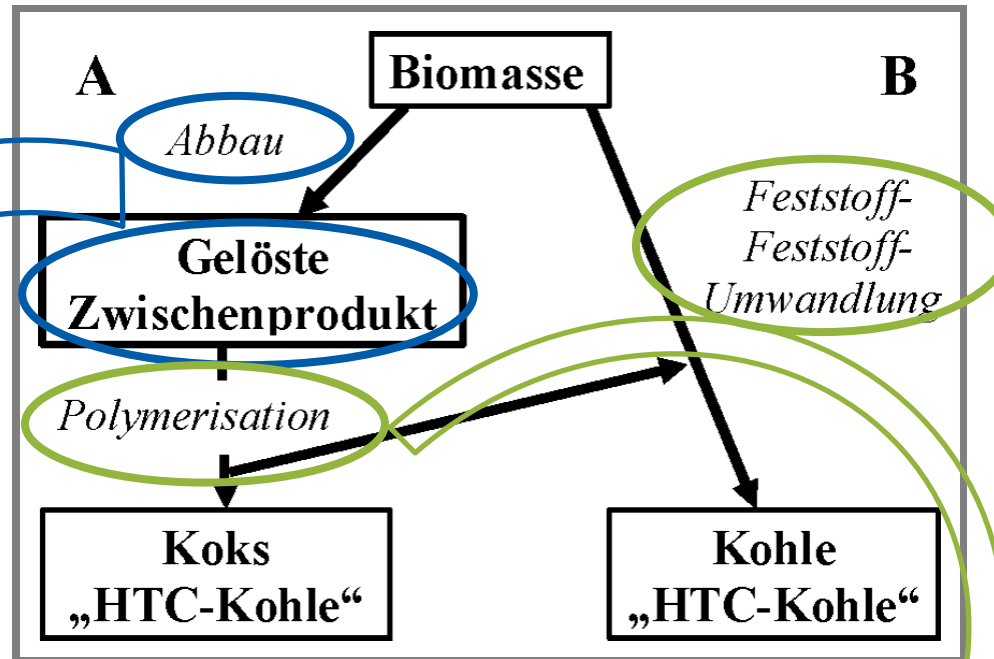 A
Biomasse
B
Abbau
Feststoff-
Feststoff-
Umwandlung
Gelöste
Zwischenprodukt
Polymerisation
Koks
„HTC-Kohle“
Kohle
„HTC-Kohle“